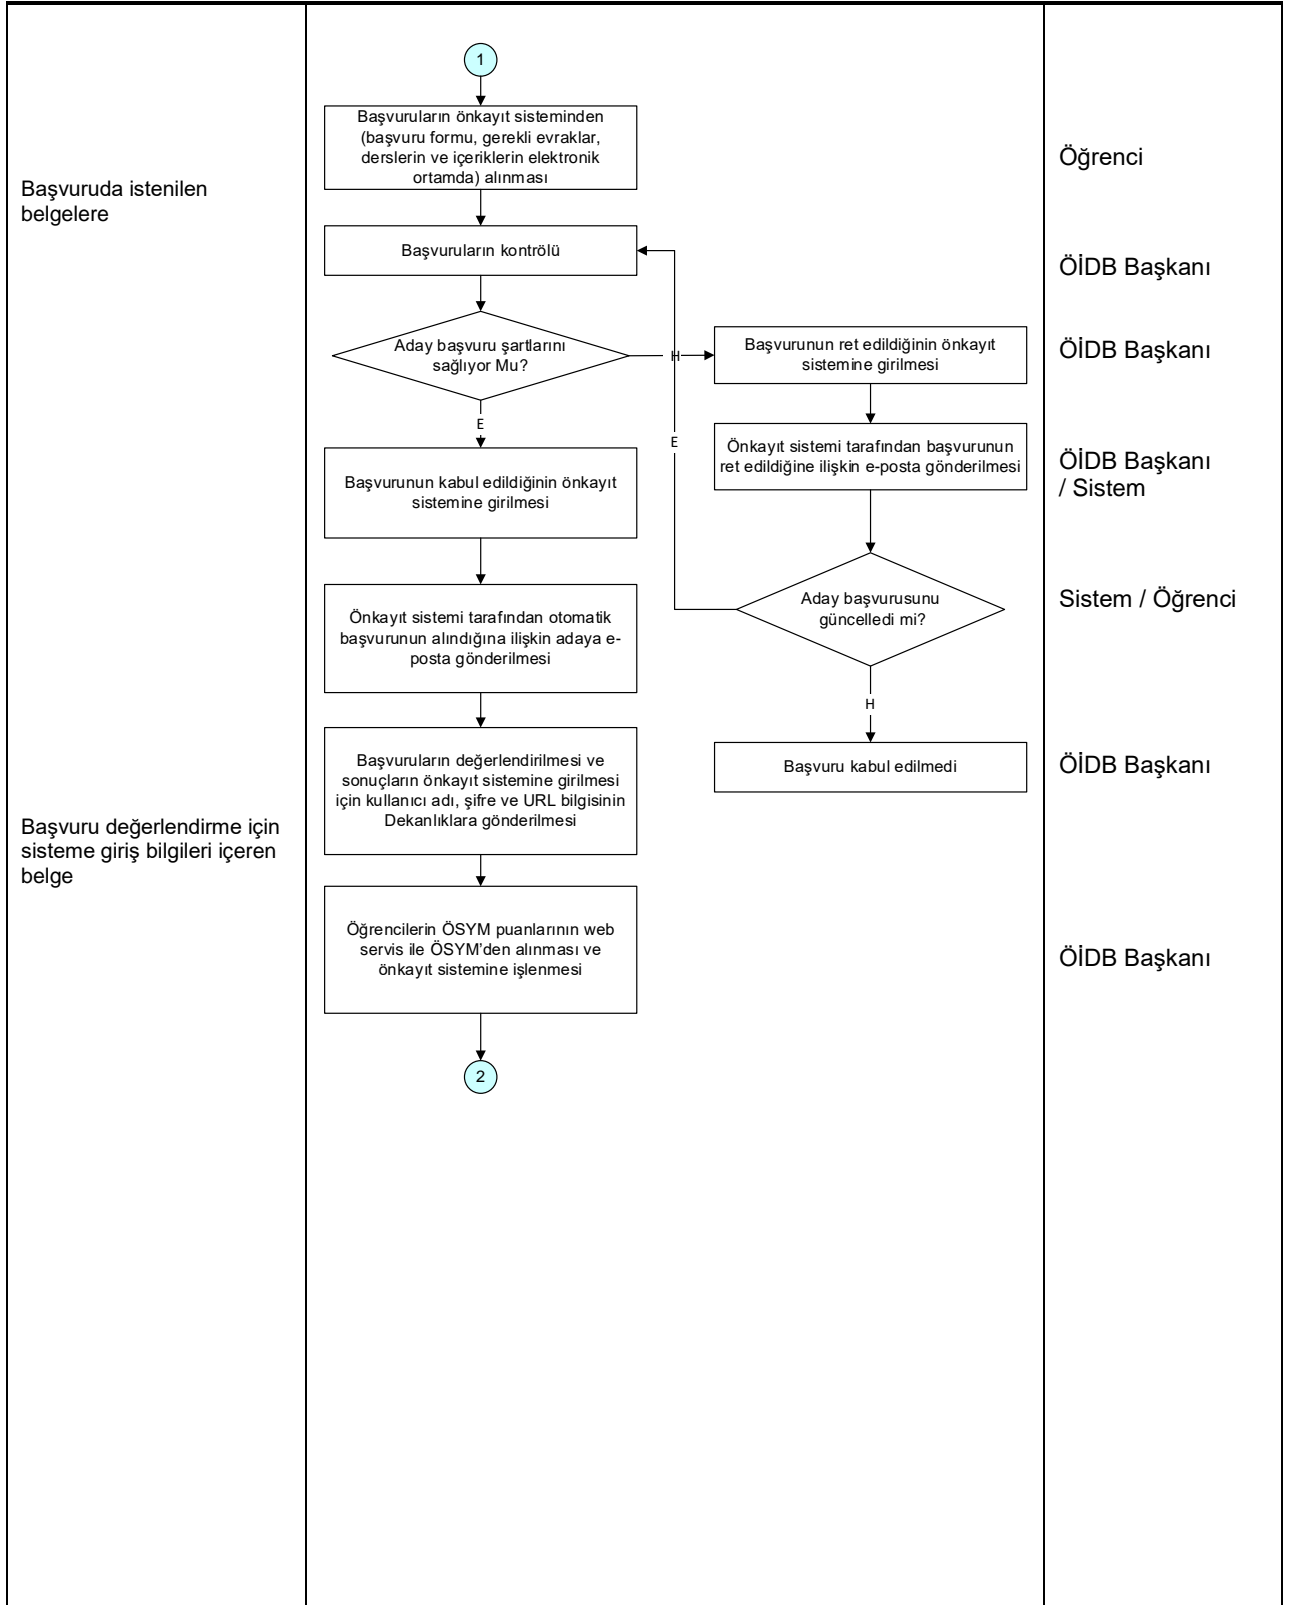 1
Başvuruların önkayıt sisteminden
(başvuru formu, gerekli evraklar,
derslerin ve içeriklerin elektronik
ortamda) alınması
Öğrenci
Başvuruda istenilen
belgelere
Başvuruların kontrölü
ÖİDB Başkanı
Aday başvuru şartlarını
sağlıyor Mu?
H
Başvurunun ret edildiğinin önkayıt
sistemine girilmesi
ÖİDB Başkanı
E
E
Önkayıt sistemi tarafından başvurunun
ret edildiğine ilişkin e-posta gönderilmesi
ÖİDB Başkanı
/ Sistem
Başvurunun kabul edildiğinin önkayıt
sistemine girilmesi
Aday başvurusunu
güncelledi mi?
Sistem / Öğrenci
Önkayıt sistemi tarafından otomatik
başvurunun alındığına ilişkin adaya e-
posta gönderilmesi
H
Başvuruların değerlendirilmesi ve
sonuçların önkayıt sistemine girilmesi
için kullanıcı adı, şifre ve URL bilgisinin
Dekanlıklara gönderilmesi
Başvuru kabul edilmedi
ÖİDB Başkanı
Başvuru değerlendirme için
sisteme giriş bilgileri içeren
belge
Öğrencilerin ÖSYM puanlarının web
servis ile ÖSYM’den alınması ve
önkayıt sistemine işlenmesi
ÖİDB Başkanı
2